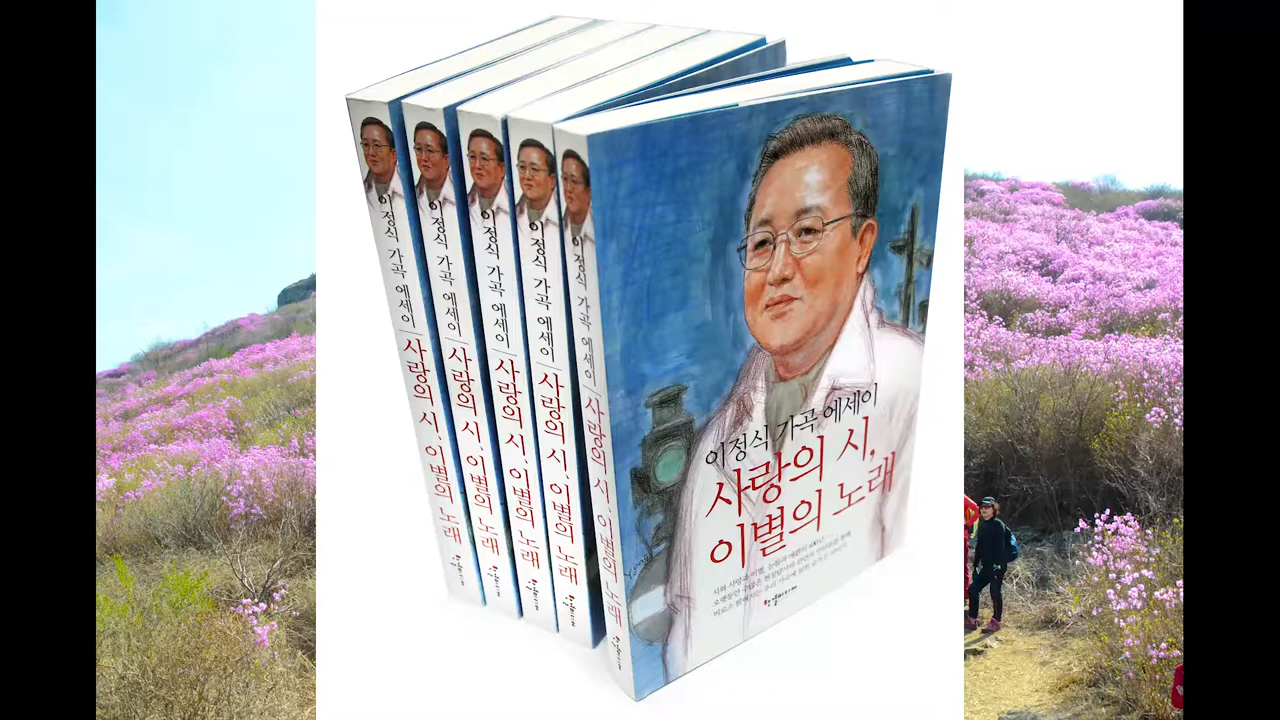 이정식 가곡 에세이 사랑의 시, 이별의 노래
이정식 가곡 에세이 사랑의 시, 이별의 노래
이정식 가곡 에세이 사랑의 시, 이별의 노래
이정식 가곡 에세이 사랑의 시, 이별의 노래
이정식 가곡 에세이 사랑의 시, 이별의 노래
이정식 가곡 에세이
사랑의 시,
이별의 노래